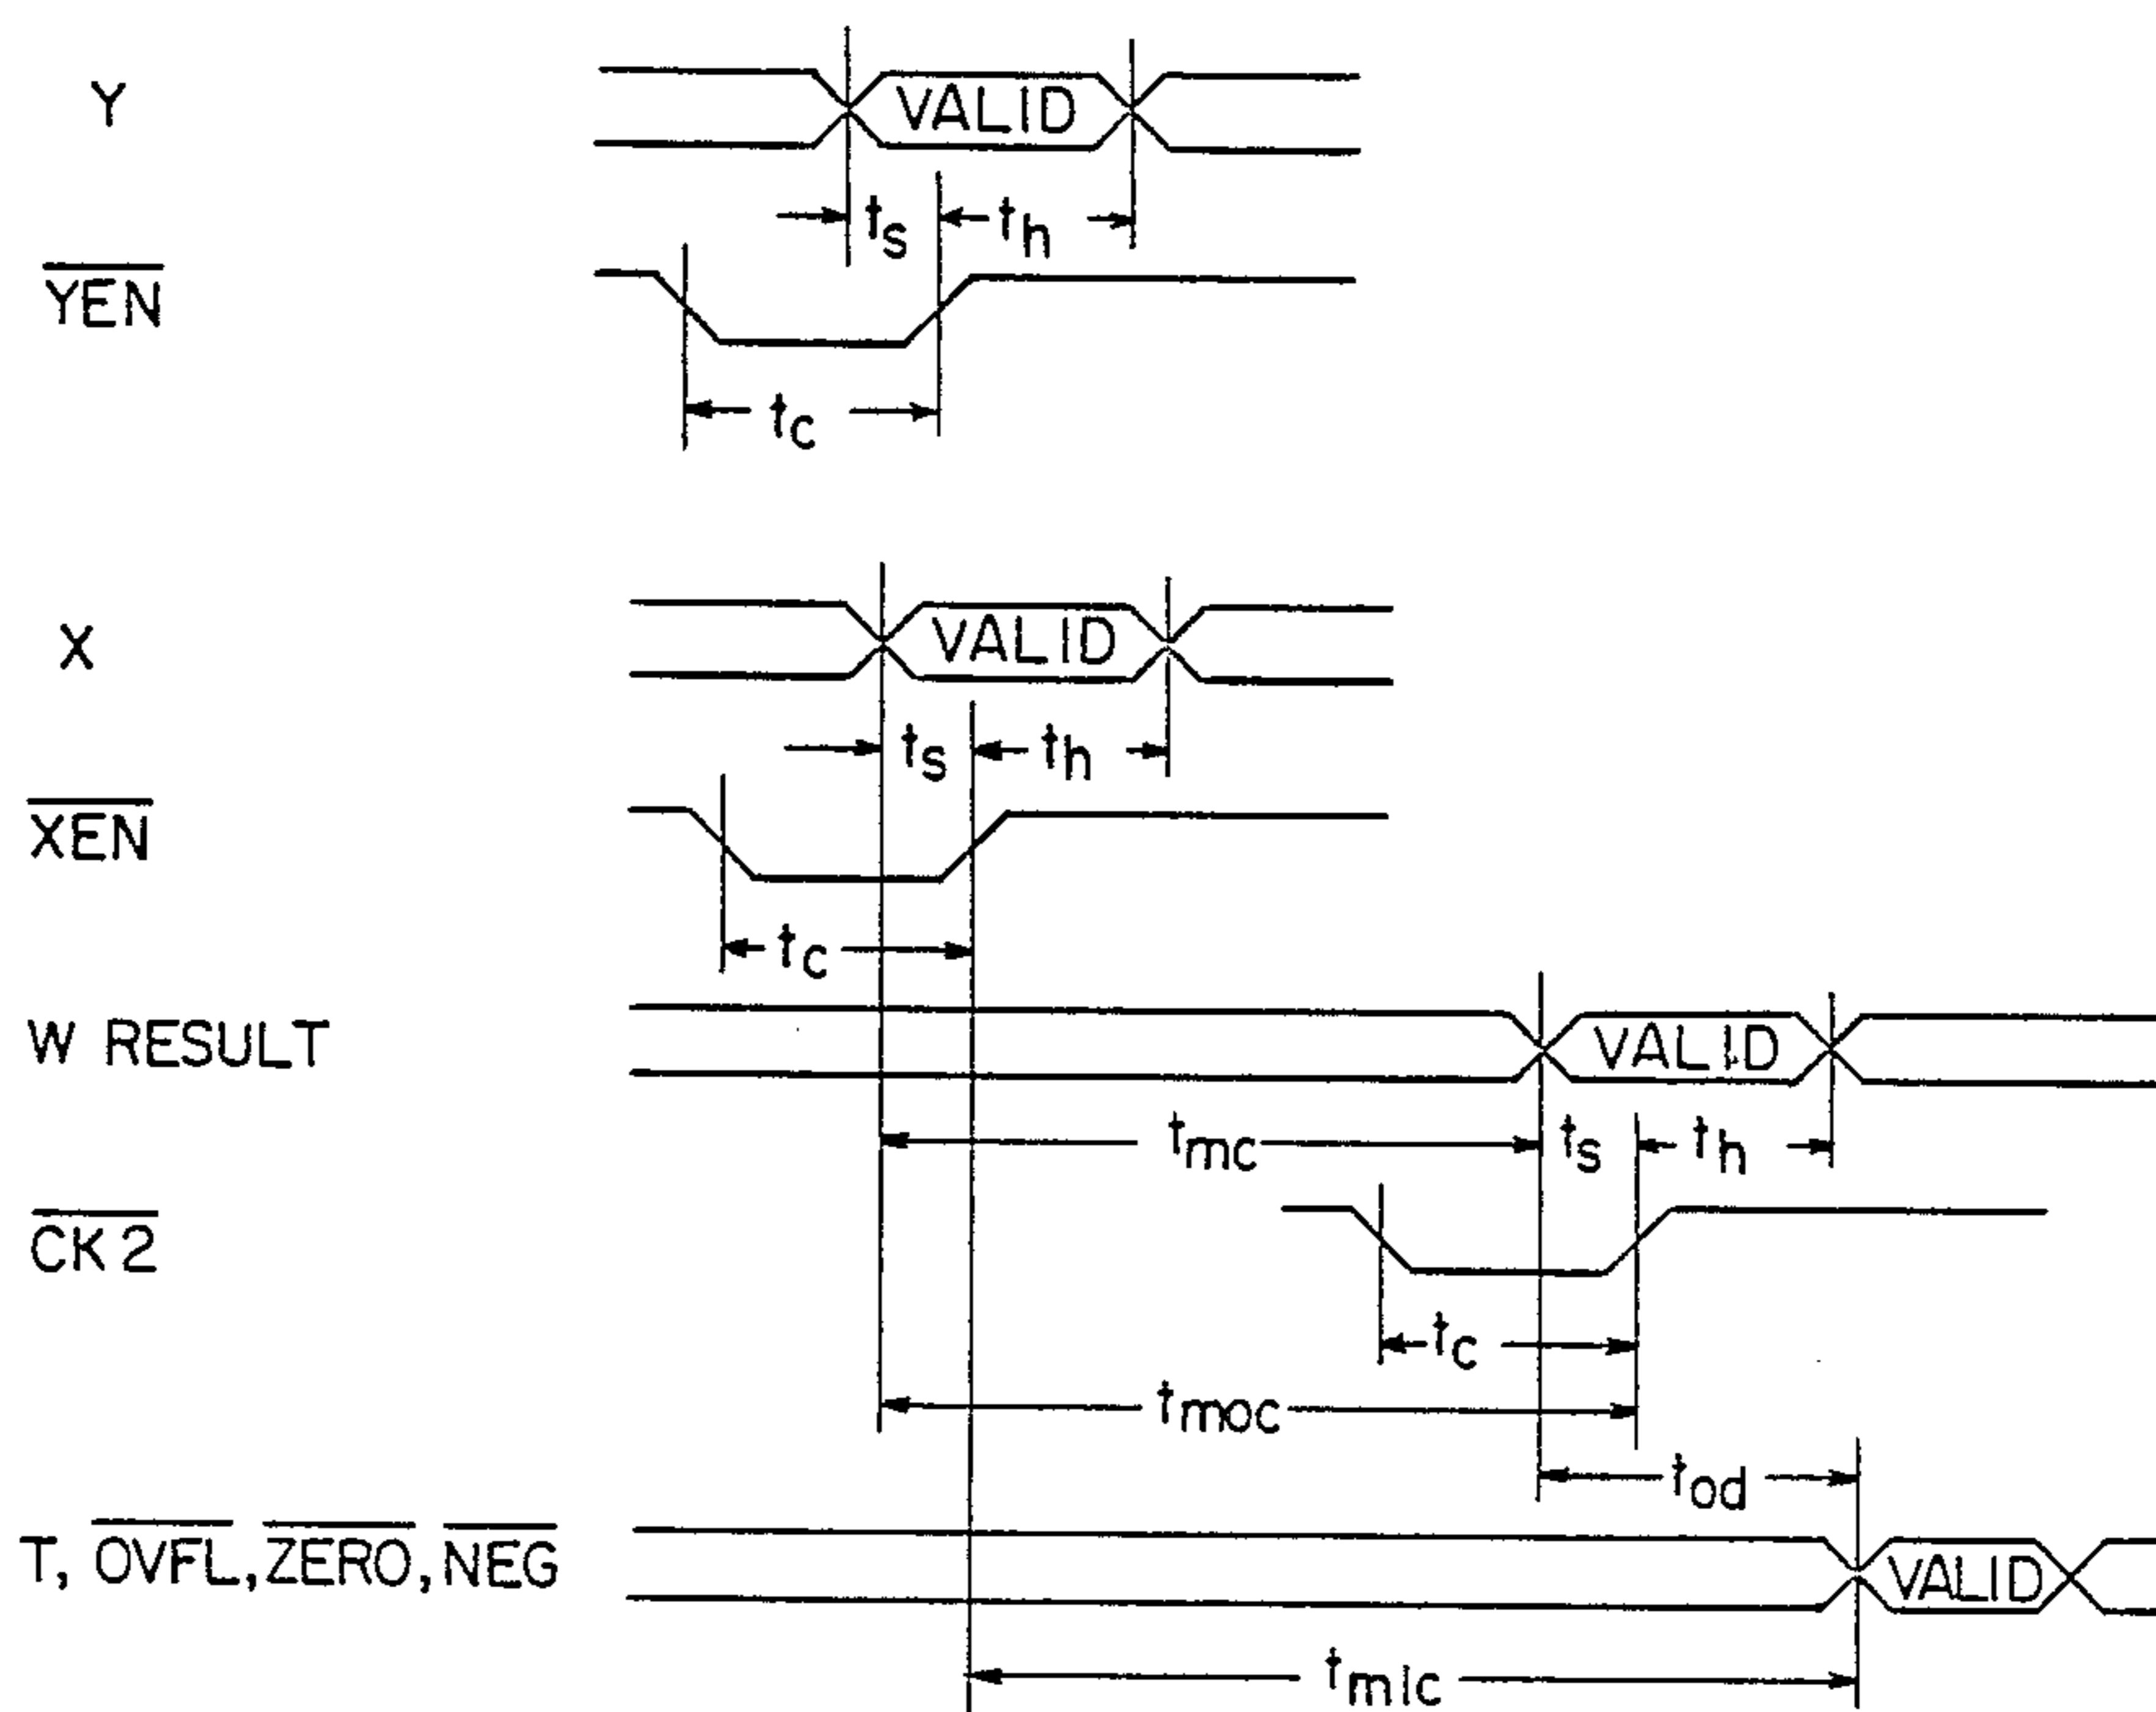 Y
VALID
ts th
YEN
tc
X
VALID
ts th
XEN
tc
W RESULT
VALID
tmc ts th
CK2
tc
tmoc
tod
T, OVFL, ZERO, NEG
VALID
tmic